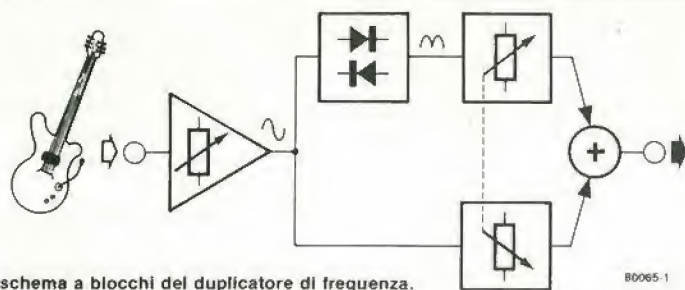 +
schema a blocchi del duplicatore di frequenza.
80065-1